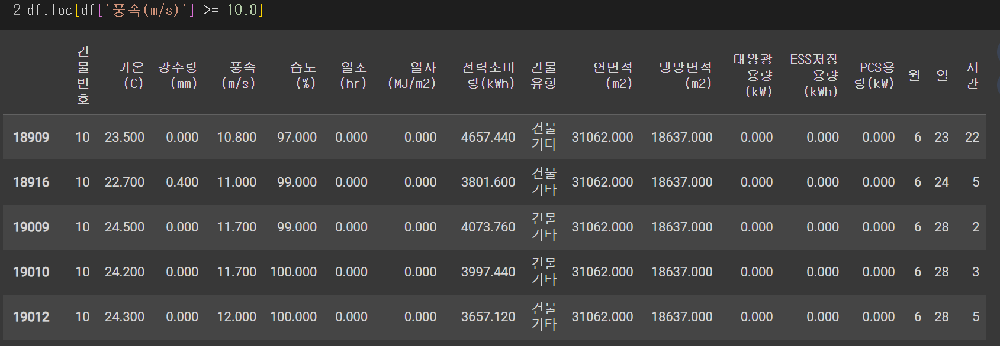 2 df.loc[df['풍속(m/s)'] >= 10.8]
건물번호 기온(C) 강수량(mm) 풍속(m/s) 습도(%) 일조(hr) 일사(MJ/m2) 전력소비량(kWh) 건물유형 연면적(m2) 냉방면적(m2) 태양광용량(kW) ESS저장용량(kWh) PCS용량(kW) 월 일 시간
18909 10 23.500 0.000 10.800 97.000 0.000 0.000 4657.440 건물기타 31062.000 18637.000 0.000 0.000 0.000 6 23 22
18916 10 22.700 0.400 11.000 99.000 0.000 0.000 3801.600 건물기타 31062.000 18637.000 0.000 0.000 0.000 6 24 5
19009 10 24.500 0.000 11.700 99.000 0.000 0.000 4073.760 건물기타 31062.000 18637.000 0.000 0.000 0.000 6 28 2
19010 10 24.200 0.000 11.700 100.000 0.000 0.000 3997.440 건물기타 31062.000 18637.000 0.000 0.000 0.000 6 28 3
19012 10 24.300 0.000 12.000 100.000 0.000 0.000 3657.120 건물기타 31062.000 18637.000 0.000 0.000 0.000 6 28 5